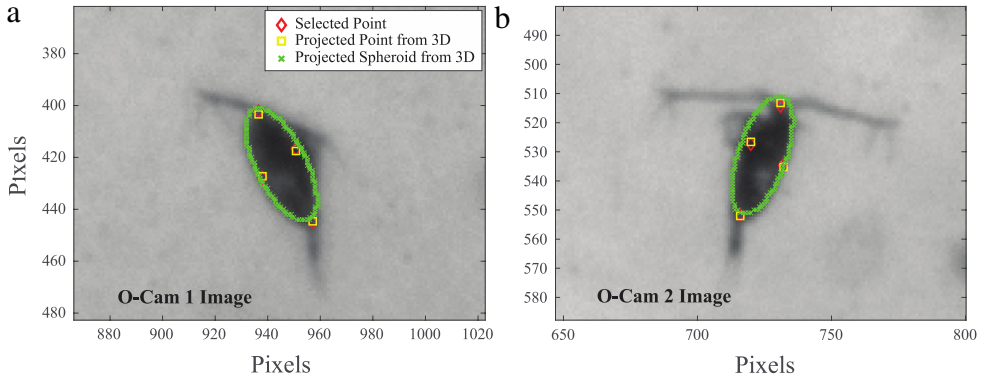 a
b
Selected Point
Projected Point from 3D
Projected Spheroid from 3D
380
400
420
440
460
480
Pixels
880
900
920
940
960
980
1000
1020
Pixels
O-Cam 1 Image
490
500
510
520
530
540
550
560
570
580
650
700
750
800
Pixels
O-Cam 2 Image